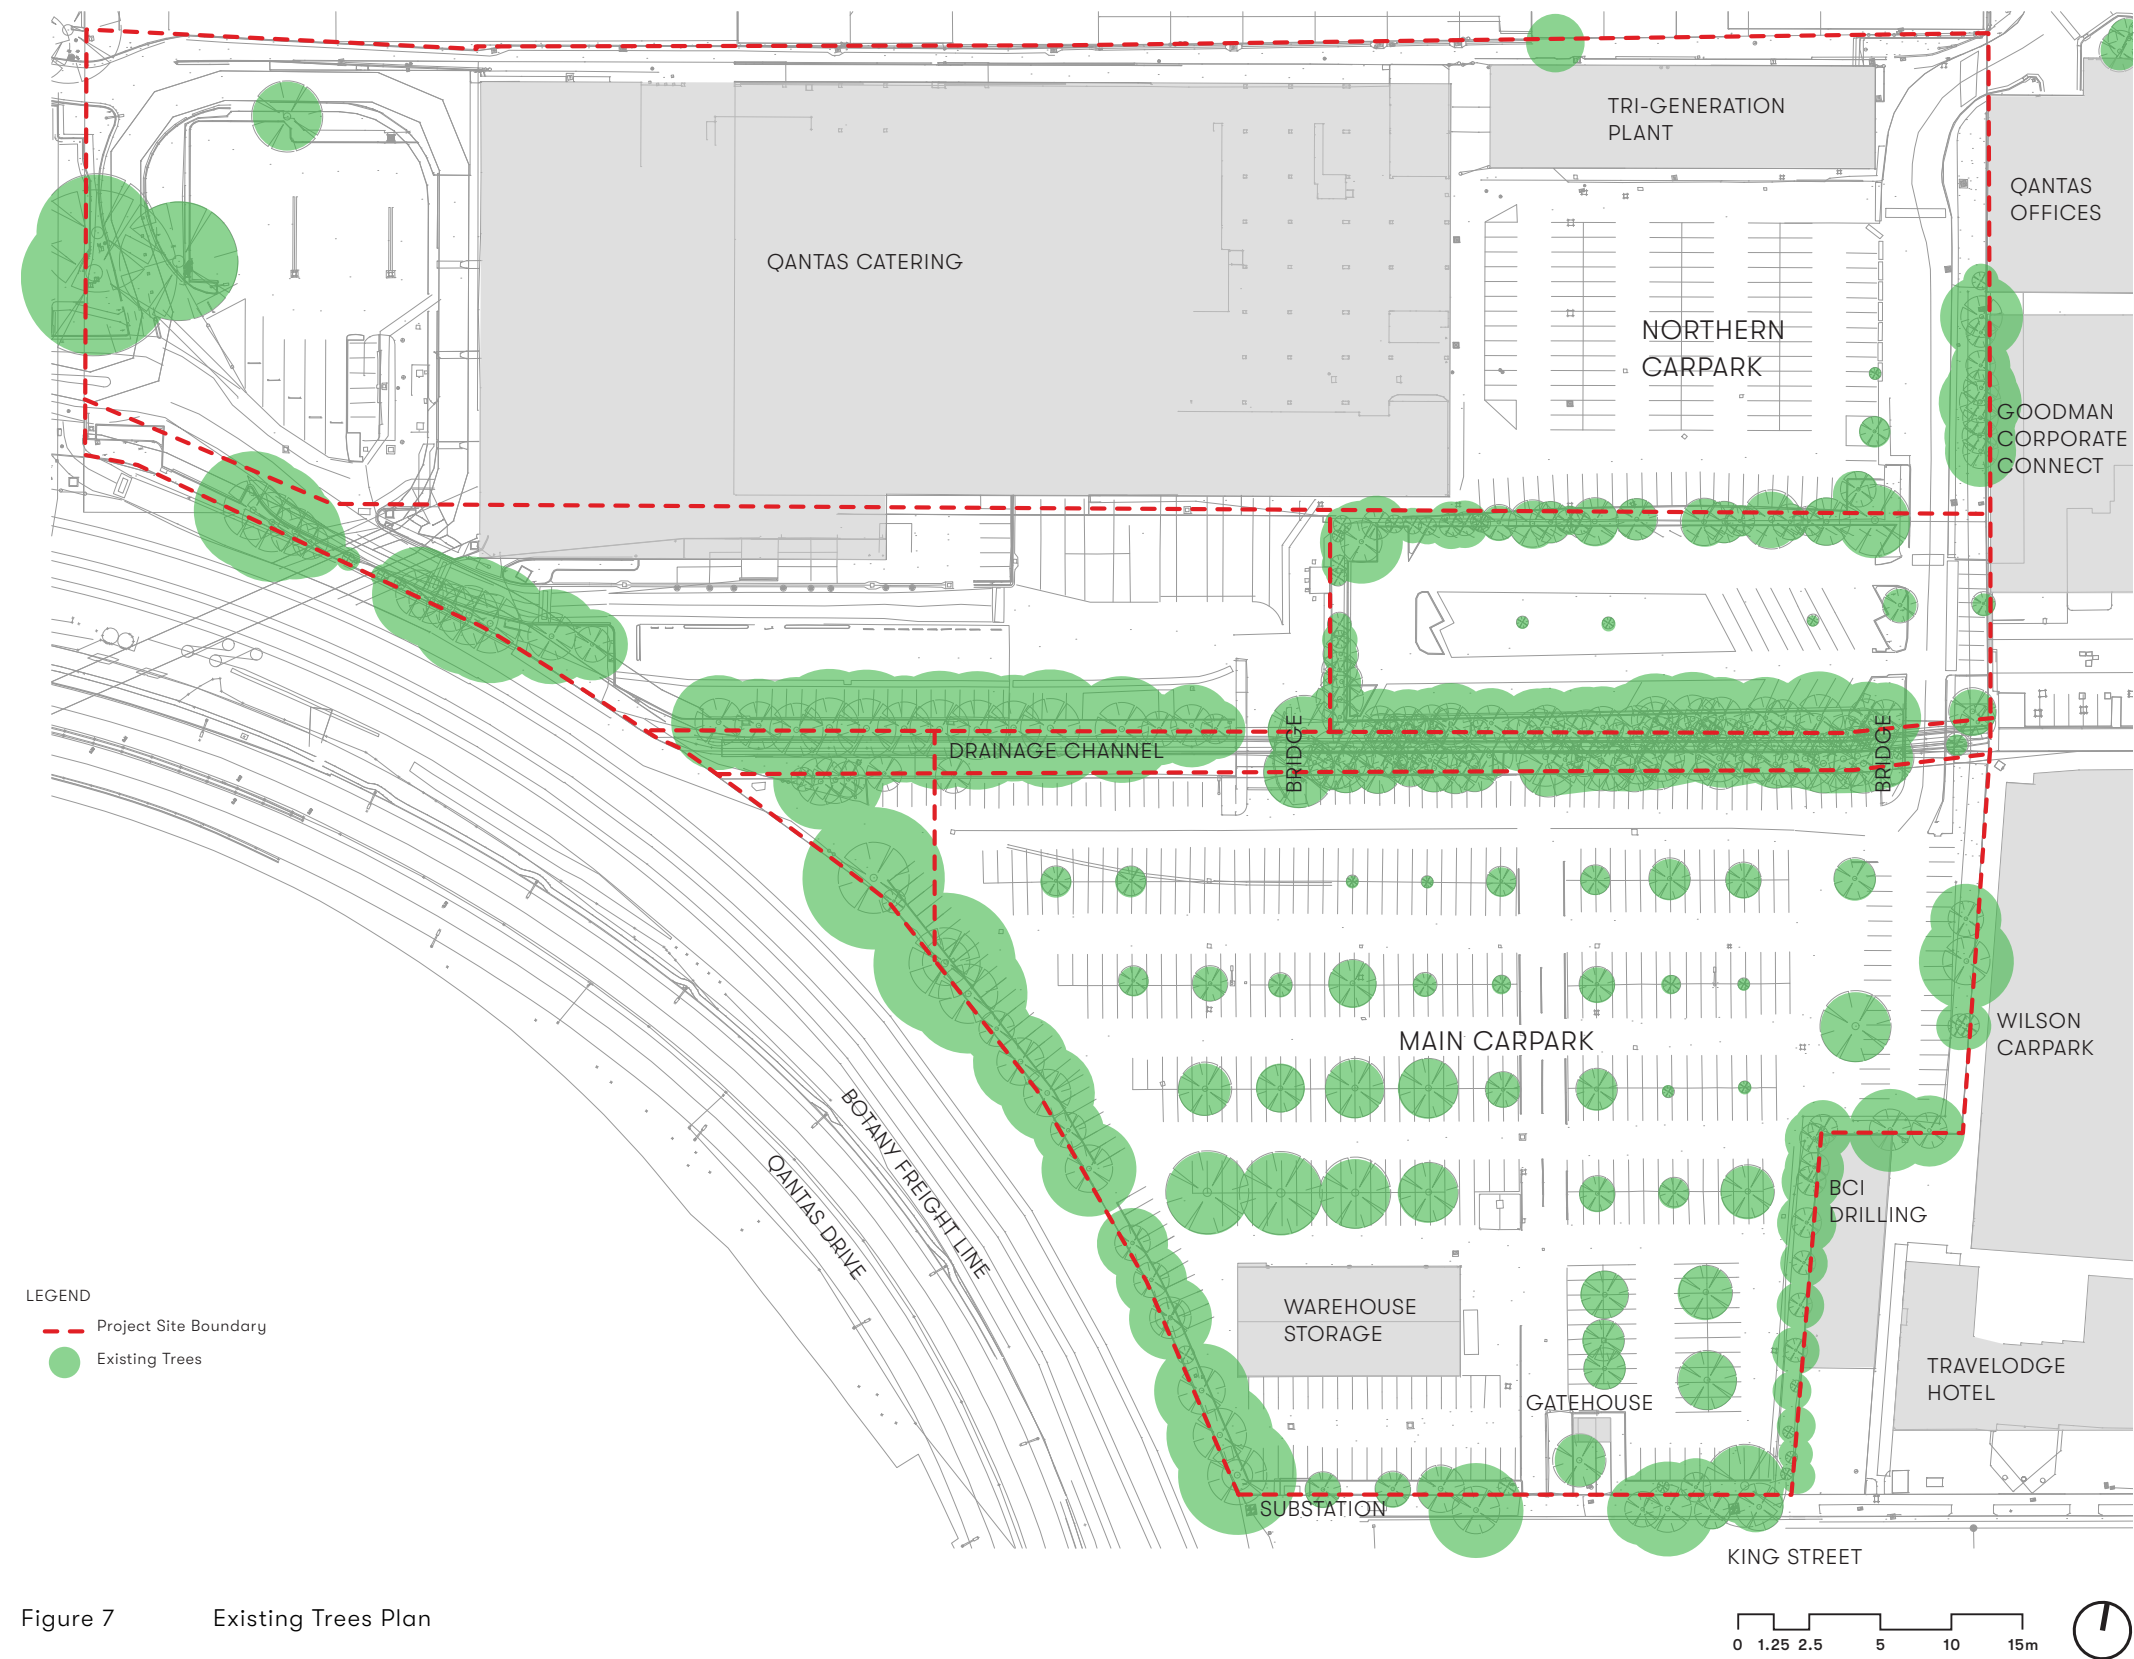 TRI-GENERATION
PLANT
QANTAS
OFFICES
QANTAS CATERING
NORTHERN
CARPARK
GOODMAN
CORPORATE
CONNECT
BRIDGE
BRIDGE
DRAINAGE CHANNEL
MAIN CARPARK
WILSON
CARPARK
BOTANY FREIGHT LINE
QANTAS DRIVE
BCI
DRILLING
WAREHOUSE
STORAGE
GATEHOUSE
TRAVELODGE
HOTEL
SUBSTATION
KING STREET
LEGEND
Project Site Boundary
Existing Trees
Figure 7 Existing Trees Plan
0 1.25 2.5 5 10 15m